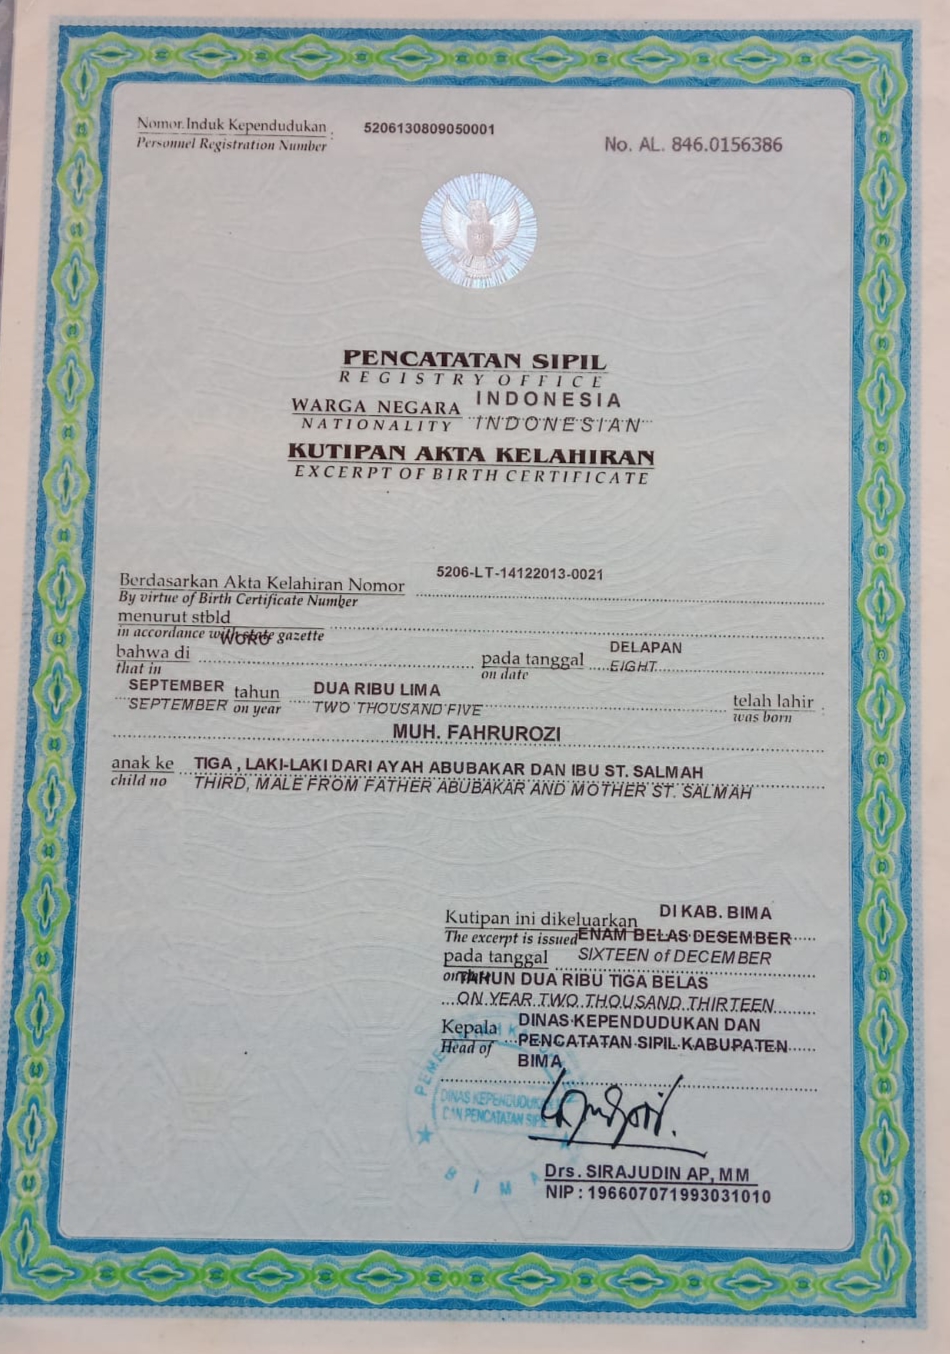 Nomor Induk Kependudukan : 5206130809050001
Personnel Registration Number
No. AL. 846.0156386
PENCATATAN SIPIL
REGISTRY OFFICE
WARGA NEGARA INDONESIA
NATIONALITY INDONESIAN
KUTIPAN AKTA KELAHIRAN
EXCERPT OF BIRTH CERTIFICATE
Berdasarkan Akta Kelahiran Nomor 5206-LT-14122013-0021
By virtue of Birth Certificate Number
menurut stbld
in accordance with state gazette
bahwa di WORO pada tanggal DELAPAN
that in on date EIGHT
SEPTEMBER tahun DUA RIBU LIMA telah lahir :
SEPTEMBER on year TWO THOUSAND FIVE was born
MUH. FAHRUROZI
anak ke TIGA , LAKI-LAKI DARI AYAH ABUBAKAR DAN IBU ST. SALMAH
child no THIRD, MALE FROM FATHER ABUBAKAR AND MOTHER ST. SALMAH
Kutipan ini dikeluarkan DI KAB. BIMA
The excerpt is issued ENAM BELAS DESEMBER
pada tanggal SIXTEEN of DECEMBER
on date TAHUN DUA RIBU TIGA BELAS
ON YEAR TWO THOUSAND THIRTEEN
Kepala DINAS KEPENDUDUKAN DAN
Head of PENCATATAN SIPIL KABUPATEN
BIMA
DINAS KEPENDUDUKAN
DAN PENCATATAN SIPIL
BIMA
Drs. SIRAJUDIN AP, MM
NIP : 196607071993031010